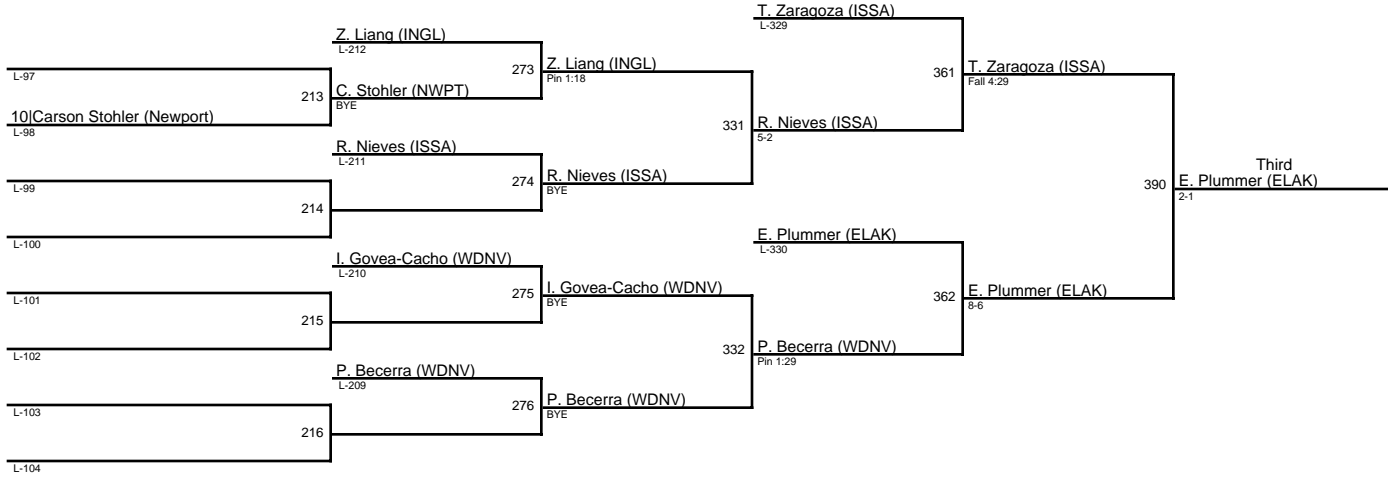 T. Zaragoza (ISSA)
L-329
Z. Liang (INGL)
L-212
273
Z. Liang (INGL)
Pin 1:18
361
T. Zaragoza (ISSA)
Fall 4:29
L-97
213
C. Stohler (NWPT)
BYE
10|Carson Stohler (Newport)
L-98
331
R. Nieves (ISSA)
5-2
R. Nieves (ISSA)
L-211
274
R. Nieves (ISSA)
BYE
L-99
214
L-100
390
Third
E. Plummer (ELAK)
2-1
E. Plummer (ELAK)
L-330
I. Govea-Cacho (WDNV)
L-210
275
I. Govea-Cacho (WDNV)
BYE
362
E. Plummer (ELAK)
8-6
L-101
215
L-102
332
P. Becerra (WDNV)
Pin 1:29
P. Becerra (WDNV)
L-209
276
P. Becerra (WDNV)
BYE
L-103
216
L-104